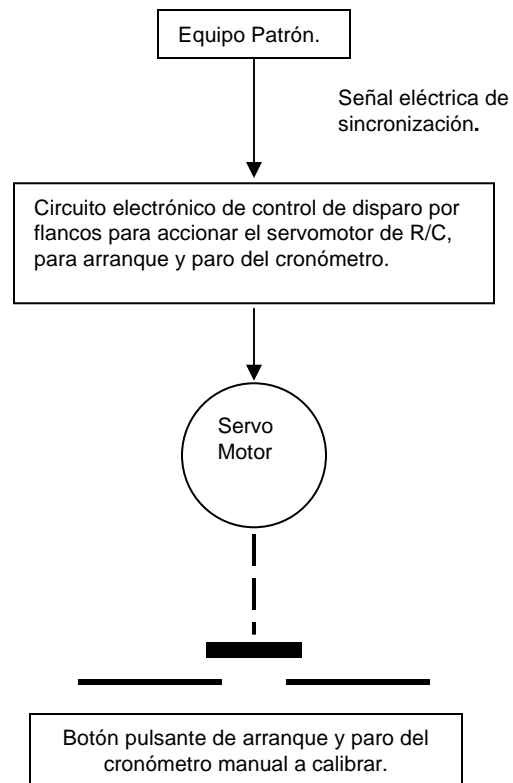 Equipo Patrón.
Señal eléctrica de
sincronización.
Circuito electrónico de control de disparo por
flancos para accionar el servomotor de R/C,
para arranque y paro del cronómetro.
Servo
Motor
Botón pulsante de arranque y paro del
cronómetro manual a calibrar.